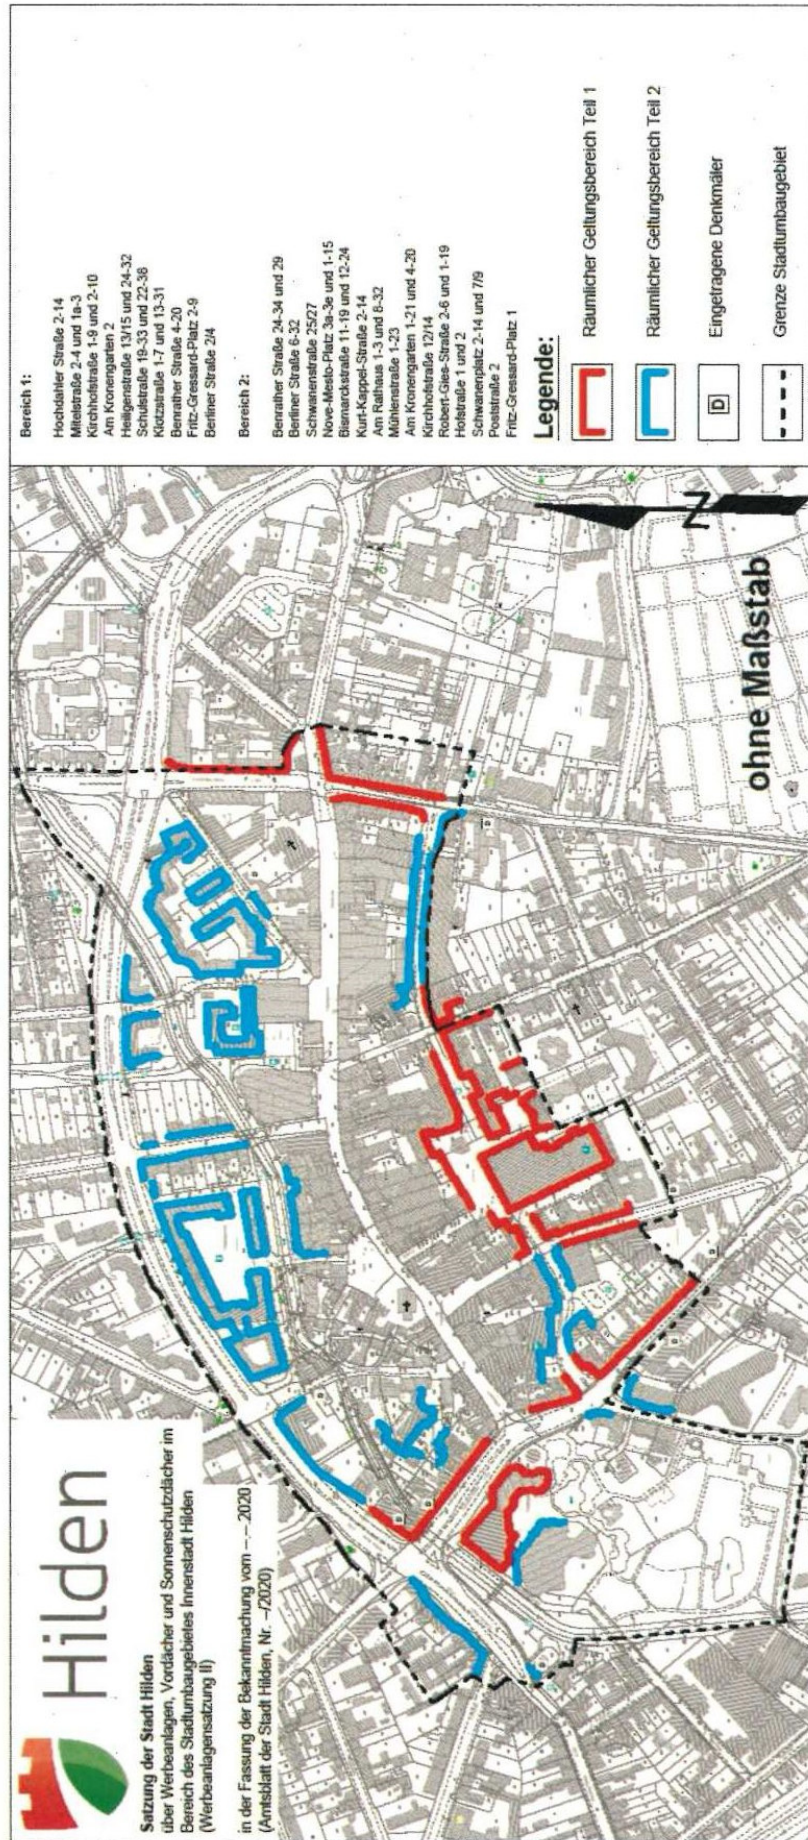 Hilden
Satzung der Stadt Hilden
über Werbeanlagen, Vordächer und Sonnenschutzdächer im
Bereich des Stadtumbaugebietes Innenstadt Hilden
(Werbeanlagensatzung II)
in der Fassung der Bekanntmachung vom --.--.2020
(Amtsblatt der Stadt Hilden, Nr. --/2020)
ohne Maßstab
N
Bereich 1:
Hochdahler Straße 2-14
Mittelstraße 2-4 und 1a-3
Kirchhofstraße 1-9 und 2-10
Am Kronengarten 2
Heiligenstraße 13/15 und 24-32
Schulstraße 19-33 und 22-38
Klotzstraße 1-7 und 13-31
Benrather Straße 4-20
Fritz-Gressard-Platz 2-9
Berliner Straße 2/4
Bereich 2:
Benrather Straße 24-34 und 29
Berliner Straße 6-32
Schwanenstraße 25/27
Nove-Mesto-Platz 3a-3e und 1-15
Bismarckstraße 11-19 und 12-24
Kurt-Kappel-Straße 2-14
Am Rathaus 1-3 und 8-32
Mühlenstraße 1-23
Am Kronengarten 1-21 und 4-20
Kirchhofstraße 12/14
Robert-Gies-Straße 2-6 und 1-19
Hofstraße 1 und 2
Schwanenplatz 2-14 und 7/9
Poststraße 2
Fritz-Gressard-Platz 1
Legende:
Räumlicher Geltungsbereich Teil 1
Räumlicher Geltungsbereich Teil 2
D
Eingetragene Denkmäler
Grenze Stadtumbaugebiet